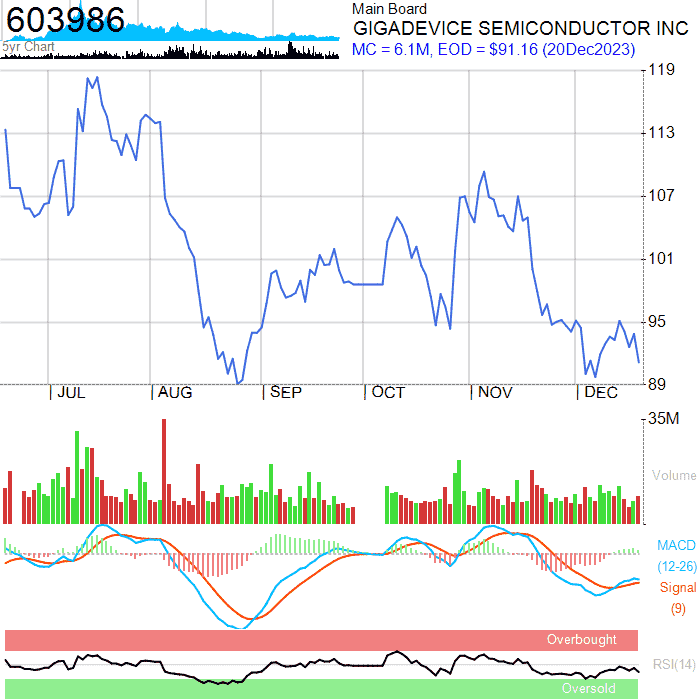 603986
5yr Chart
Main Board
GIGADEVICE SEMICONDUCTOR INC
MC = 6.1M, EOD = $91.16 (20Dec2023)
119
113
107
101
95
89
JUL AUG SEP OCT NOV DEC
35M
Volume
MACD
(12-26)
Signal
(9)
Overbought
RSI(14)
Oversold